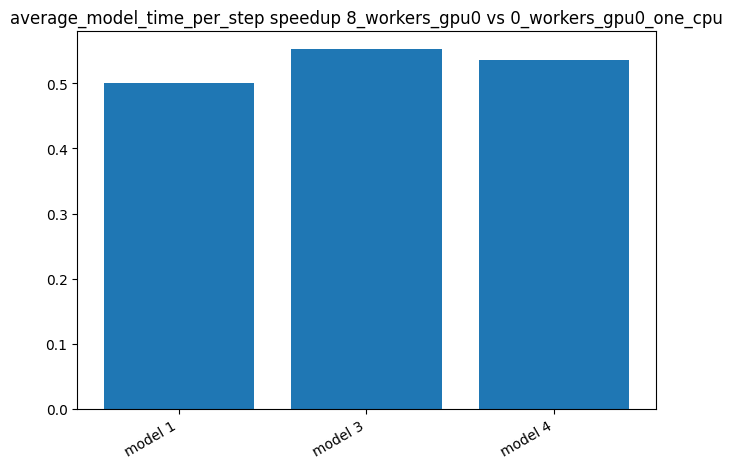 average_model_time_per_step speedup 8_workers_gpu0 vs 0_workers_gpu0_one_cpu
0.5
0.4
0.3
0.2
0.1
0.0
model 1
model 3
model 4